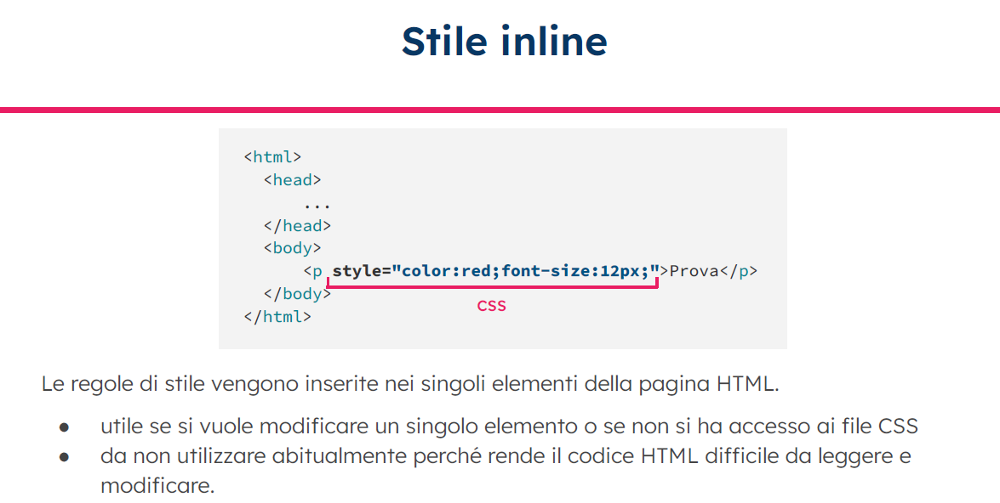 Stile inline
<html>
<head>
...
</head>
<body>
<p style="color:red;font-size:12px;">Prova</p>
</body>
CSS
</html>
Le regole di stile vengono inserite nei singoli elementi della pagina HTML.
● utile se si vuole modificare un singolo elemento o se non si ha accesso ai file CSS
● da non utilizzare abitualmente perché rende il codice HTML difficile da leggere e
modificare.